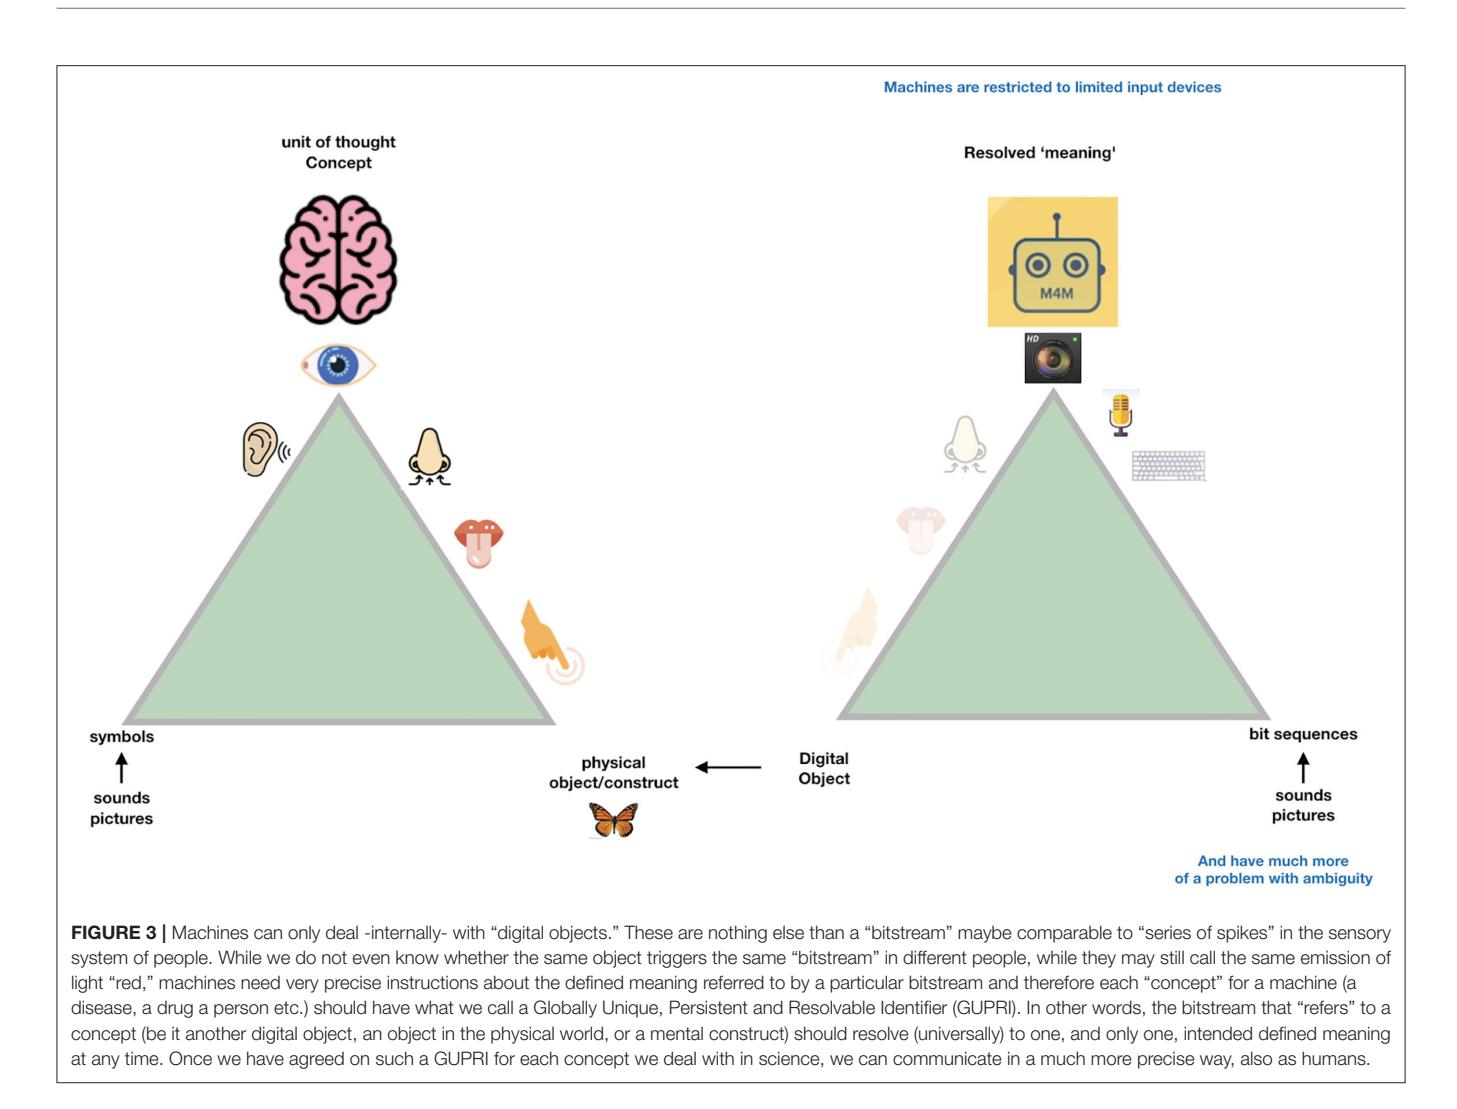 Machines are restricted to limited input devices
unit of thought
Concept
Resolved ‘meaning'
M4M
HD
symbols
sounds
pictures
physical
object/construct
Digital
Object
bit sequences
sounds
pictures
And have much more
of a problem with ambiguity
FIGURE 3 | Machines can only deal -internally- with “digital objects.” These are nothing else than a “bitstream” maybe comparable to “series of spikes” in the sensory
system of people. While we do not even know whether the same object triggers the same “bitstream” in different people, while they may still call the same emission of
light “red,” machines need very precise instructions about the defined meaning referred to by a particular bitstream and therefore each “concept” for a machine (a
disease, a drug a person etc.) should have what we call a Globally Unique, Persistent and Resolvable Identifier (GUPRI). In other words, the bitstream that “refers” to a
concept (be it another digital object, an object in the physical world, or a mental construct) should resolve (universally) to one, and only one, intended defined meaning
at any time. Once we have agreed on such a GUPRI for each concept we deal with in science, we can communicate in a much more precise way, also as humans.